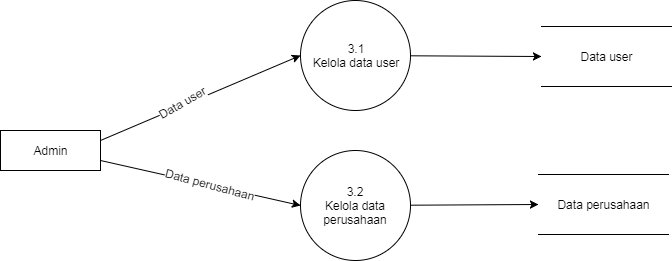 3.1
Kelola data user
Data user
Data user
Admin
Data perusahaan
3.2
Kelola data
perusahaan
Data perusahaan